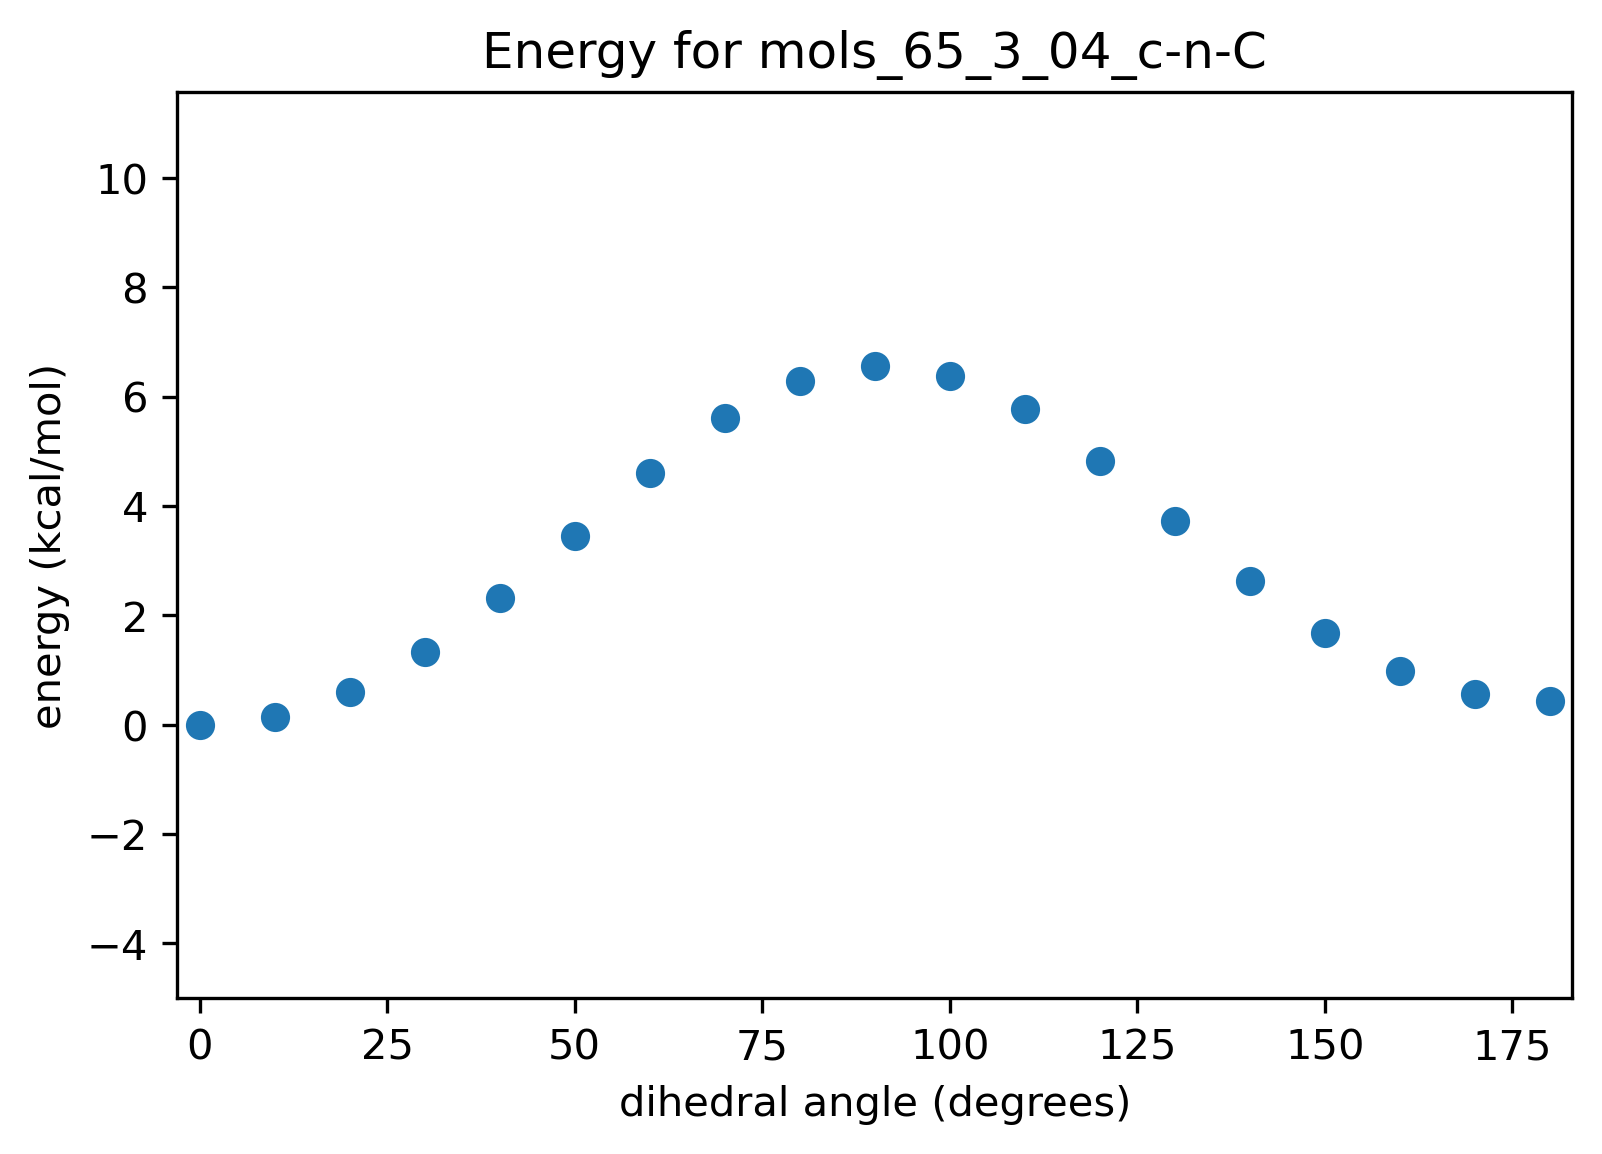 Energy for mols_65_3_04_c-n-C
energy (kcal/mol)
10
8
6
4
2
0
−2
−4
0 25 50 75 100 125 150 175
dihedral angle (degrees)